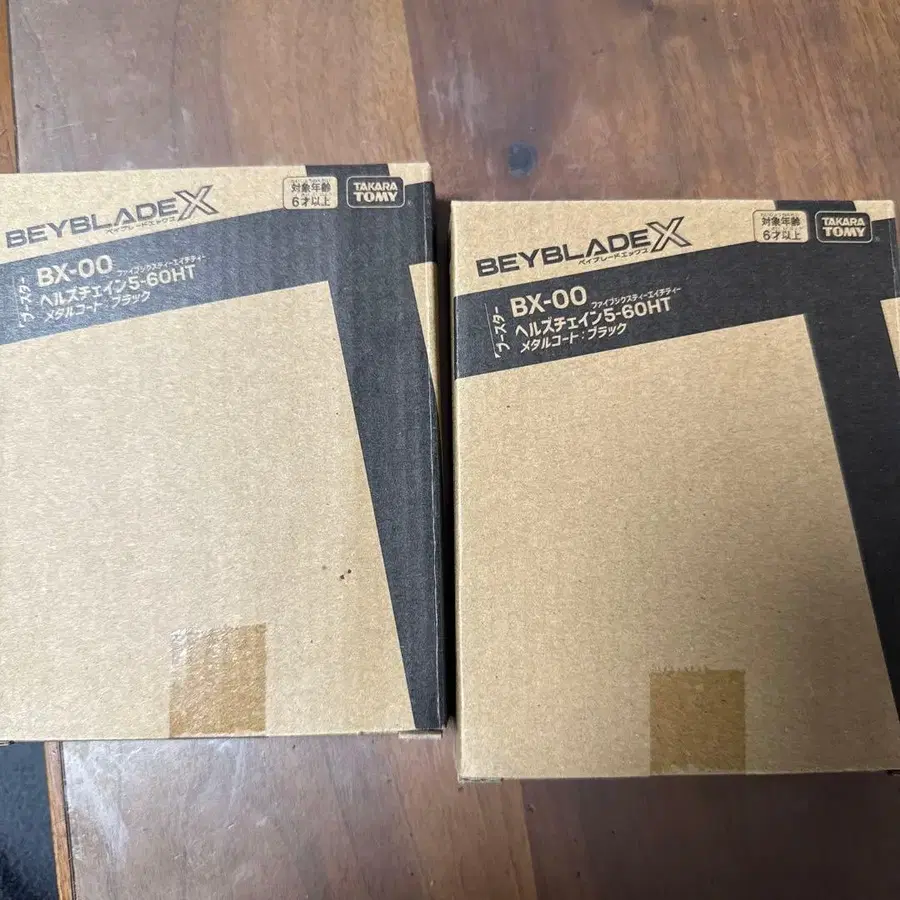 対象年齢
6才以上
TAKARA
TOMY
BEYBLADE X
ベイブレードエックス
ブースター
BX-00
ファイブシックスティーエイチティー
ヘルズチェイン5-60HT
メタルコート：ブラック
対象年齢
6才以上
TAKARA
TOMY
BEYBLADE X
ベイブレードエックス
ブースター
BX-00
ファイブシックスティーエイチティー
ヘルズチェイン5-60HT
メタルコート：ブラック